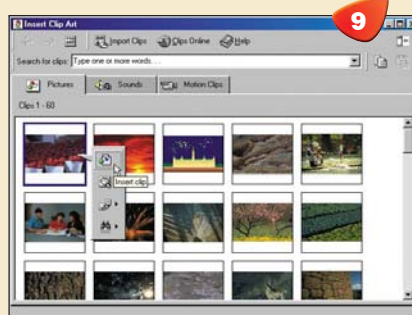 9
Insert Clip Art
Import Clips Clips Online Help
Search for clips: Type one or more words. . .
Pictures Sounds Motion Clips
Clips 1 - 60
Insert clip